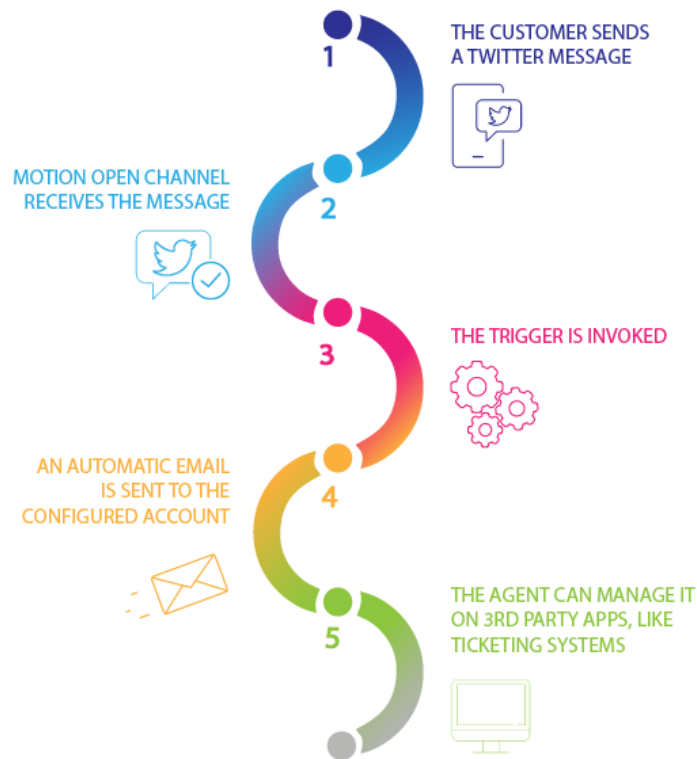 1
THE CUSTOMER SENDS
A TWITTER MESSAGE
MOTION OPEN CHANNEL
RECEIVES THE MESSAGE
2
3
THE TRIGGER IS INVOKED
AN AUTOMATIC EMAIL
IS SENT TO THE
CONFIGURED ACCOUNT
4
5
THE AGENT CAN MANAGE IT
ON 3RD PARTY APPS, LIKE
TICKETING SYSTEMS